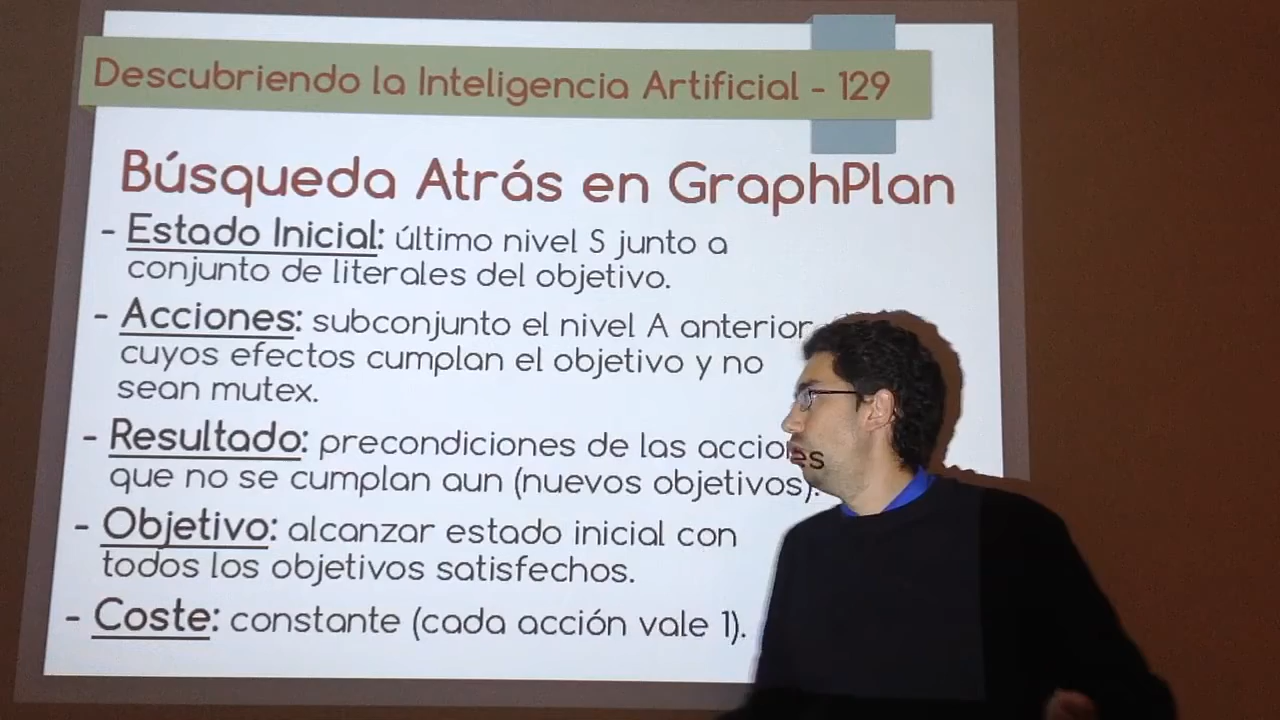 Descubriendo la Inteligencia Artificial - 129
Búsqueda Atrás en GraphPlan
- Estado Inicial: último nivel S junto a
conjunto de literales del objetivo.
- Acciones: subconjunto el nivel A anterior
cuyos efectos cumplan el objetivo y no
sean mutex.
- Resultado: precondiciones de las acciones
que no se cumplan aun (nuevos objetivos).
- Objetivo: alcanzar estado inicial con
todos los objetivos satisfechos.
- Coste: constante (cada acción vale 1).